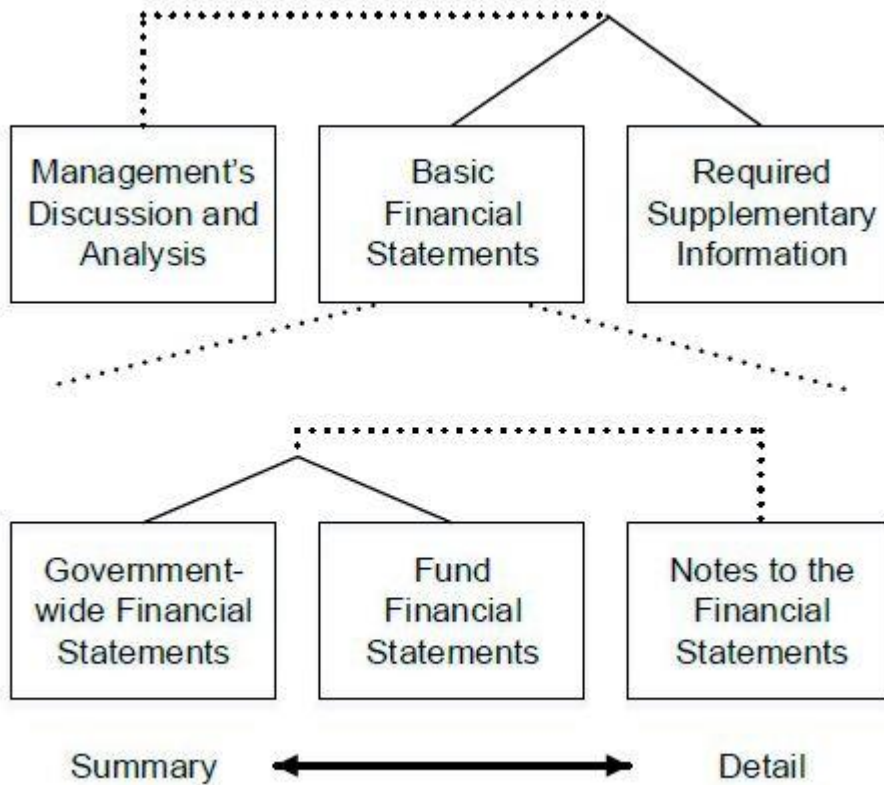 Management's
Discussion and
Analysis
Basic
Financial
Statements
Required
Supplementary
Information
Government-
wide Financial
Statements
Fund
Financial
Statements
Notes to the
Financial
Statements
Summary
Detail